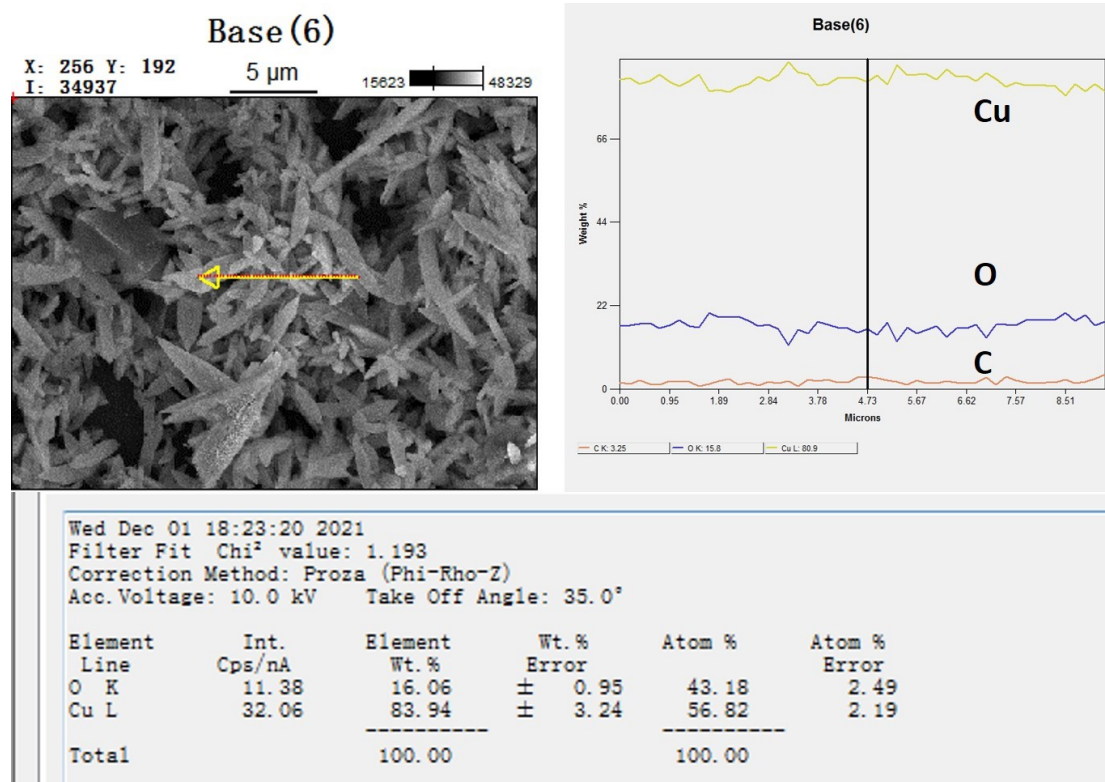 Base(6)
X: 256 Y: 192
I: 34937
5 μm
15623 48329
Base(6)
Weight %
66
44
22
0
Cu
O
C
0.00 0.95 1.89 2.84 3.78 4.73 5.67 6.62 7.57 8.51
Microns
C K: 3.25 O K: 15.8 Cu L: 80.9
Wed Dec 01 18:23:20 2021
Filter Fit Chi² value: 1.193
Correction Method: Proza (Phi-Rho-Z)
Acc.Voltage: 10.0 kV Take Off Angle: 35.0°
Element Int. Element Wt.% Atom % Atom %
Line Cps/nA Wt.% Error Error
O K 11.38 16.06 ± 0.95 43.18 2.49
Cu L 32.06 83.94 ± 3.24 56.82 2.19
Total 100.00 100.00